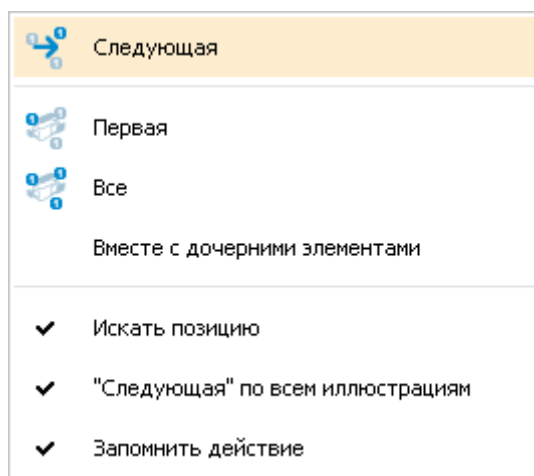 Следующая
Первая
Все
Вместе с дочерними элементами
Искать позицию
"Следующая" по всем иллюстрациям
Запомнить действие